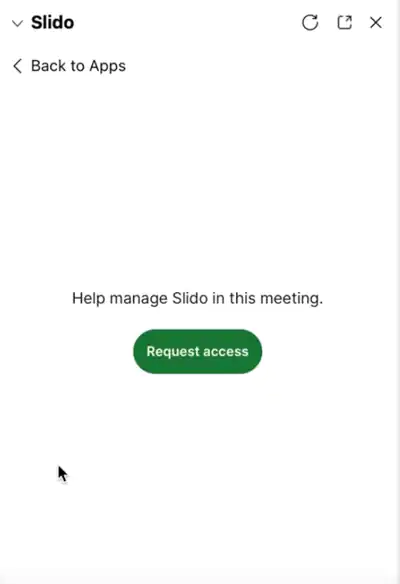 Slido
Back to Apps
Help manage Slido in this meeting.
Request access